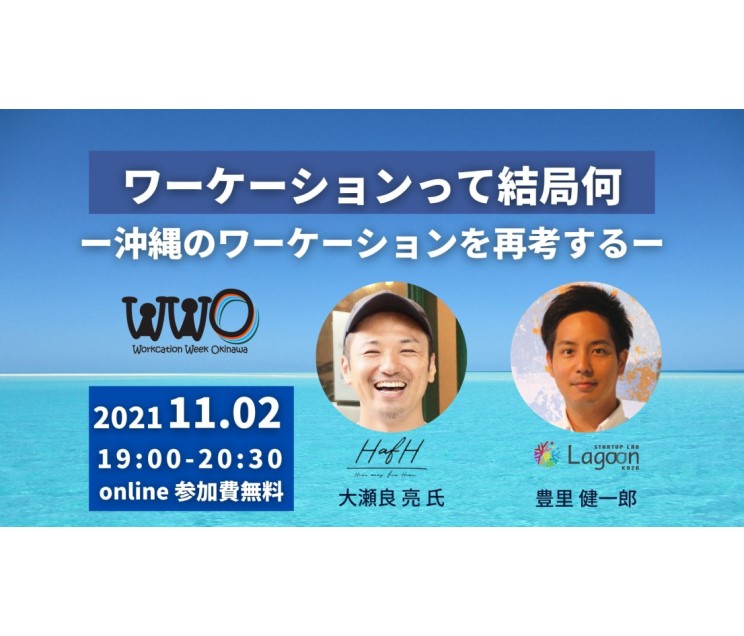 ワーケーションって結局何
ー沖縄のワーケーションを再考するー
WWO
Workcation Week Okinawa
2021 11.02
19:00-20:30
online 参加費無料
HafH
大瀬良 亮 氏
STARTUP LAB
Lagoon
KOZA
豊里 健一郎